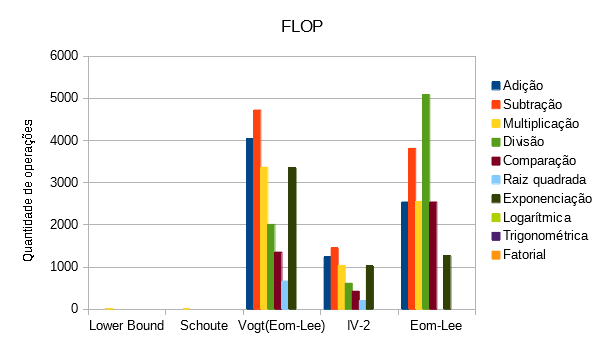 FLOP
6000
5000
4000
3000
2000
1000
0
Quantidade de operações
Lower Bound
Schoute
Vogt(Eom-Lee)
IV-2
Eom-Lee
Adição
Subtração
Multiplicação
Divisão
Comparação
Raiz quadrada
Exponenciação
Logarítmica
Trigonométrica
Fatorial